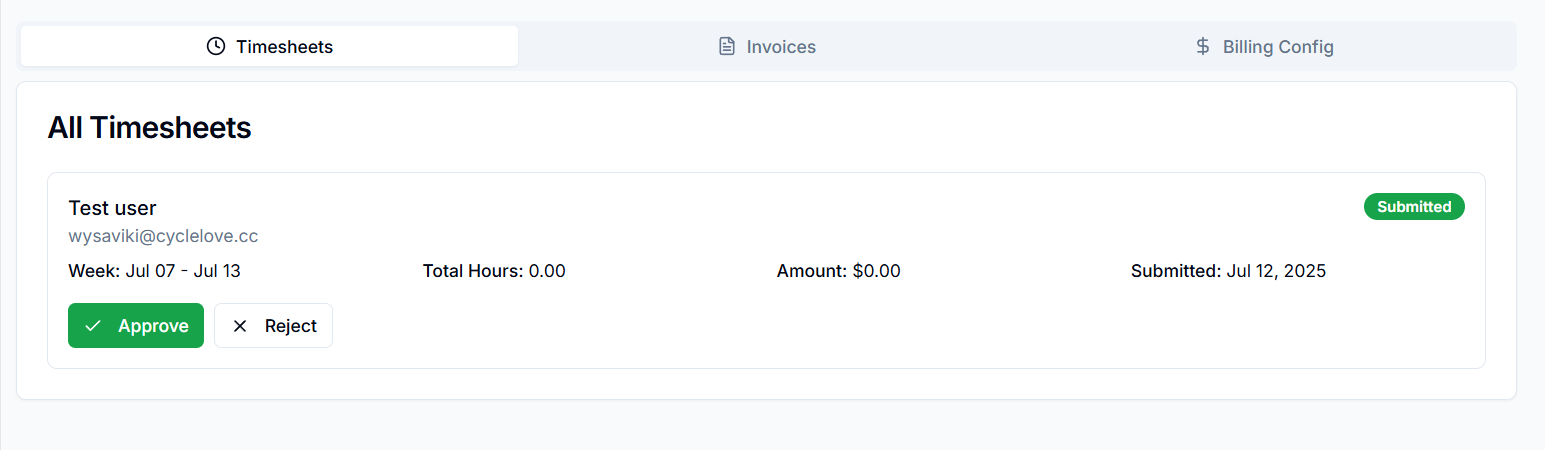 Timesheets
Invoices
Billing Config
All Timesheets
Test user
Submitted
wysaviki@cyclelove.cc
Week: Jul 07 - Jul 13
Total Hours: 0.00
Amount: $0.00
Submitted: Jul 12, 2025
Approve
Reject